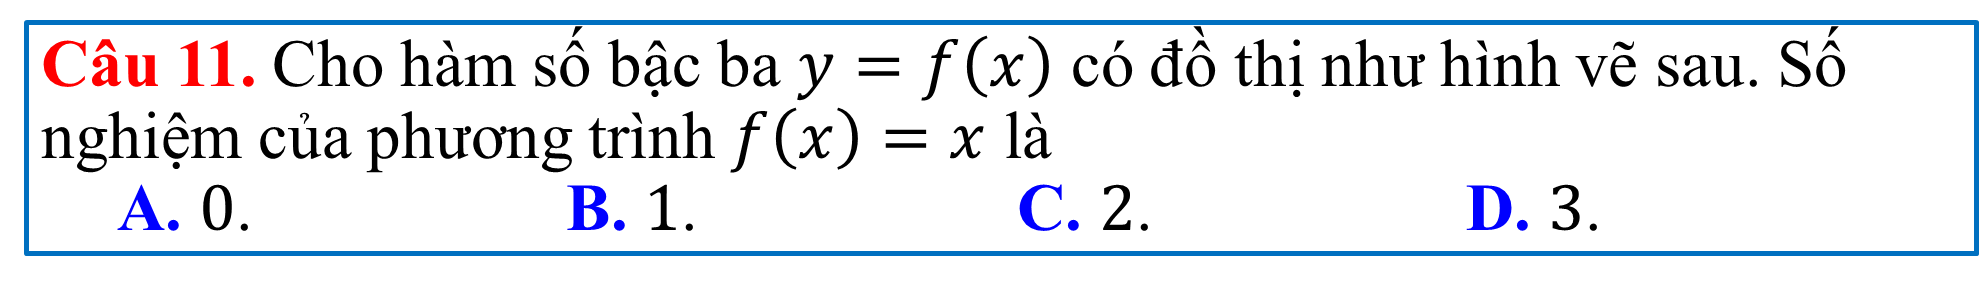 Câu 11. Cho hàm số bậc ba y = f(x) có đồ thị như hình vẽ sau. Số
nghiệm của phương trình f(x) = x là
A. 0. B. 1. C. 2. D. 3.